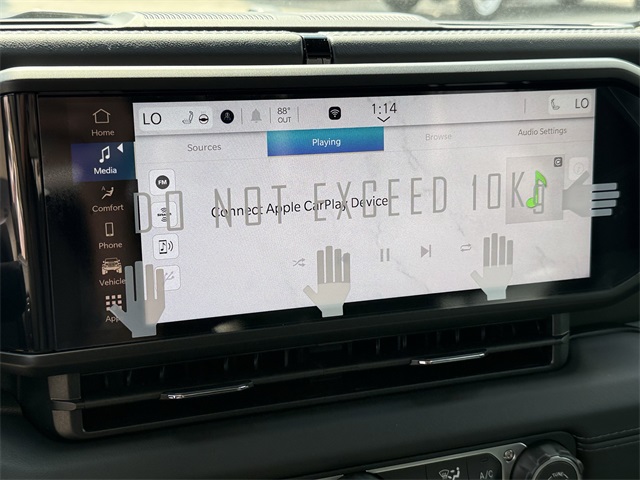 LO
88°
OUT
1:14
LO
Home
Media
Comfort
Phone
Vehicle
App
Sources
Playing
Browse
Audio Settings
FM
DO NOT EXCEED 10Kg
Connect Apple CarPlay Device
A/C